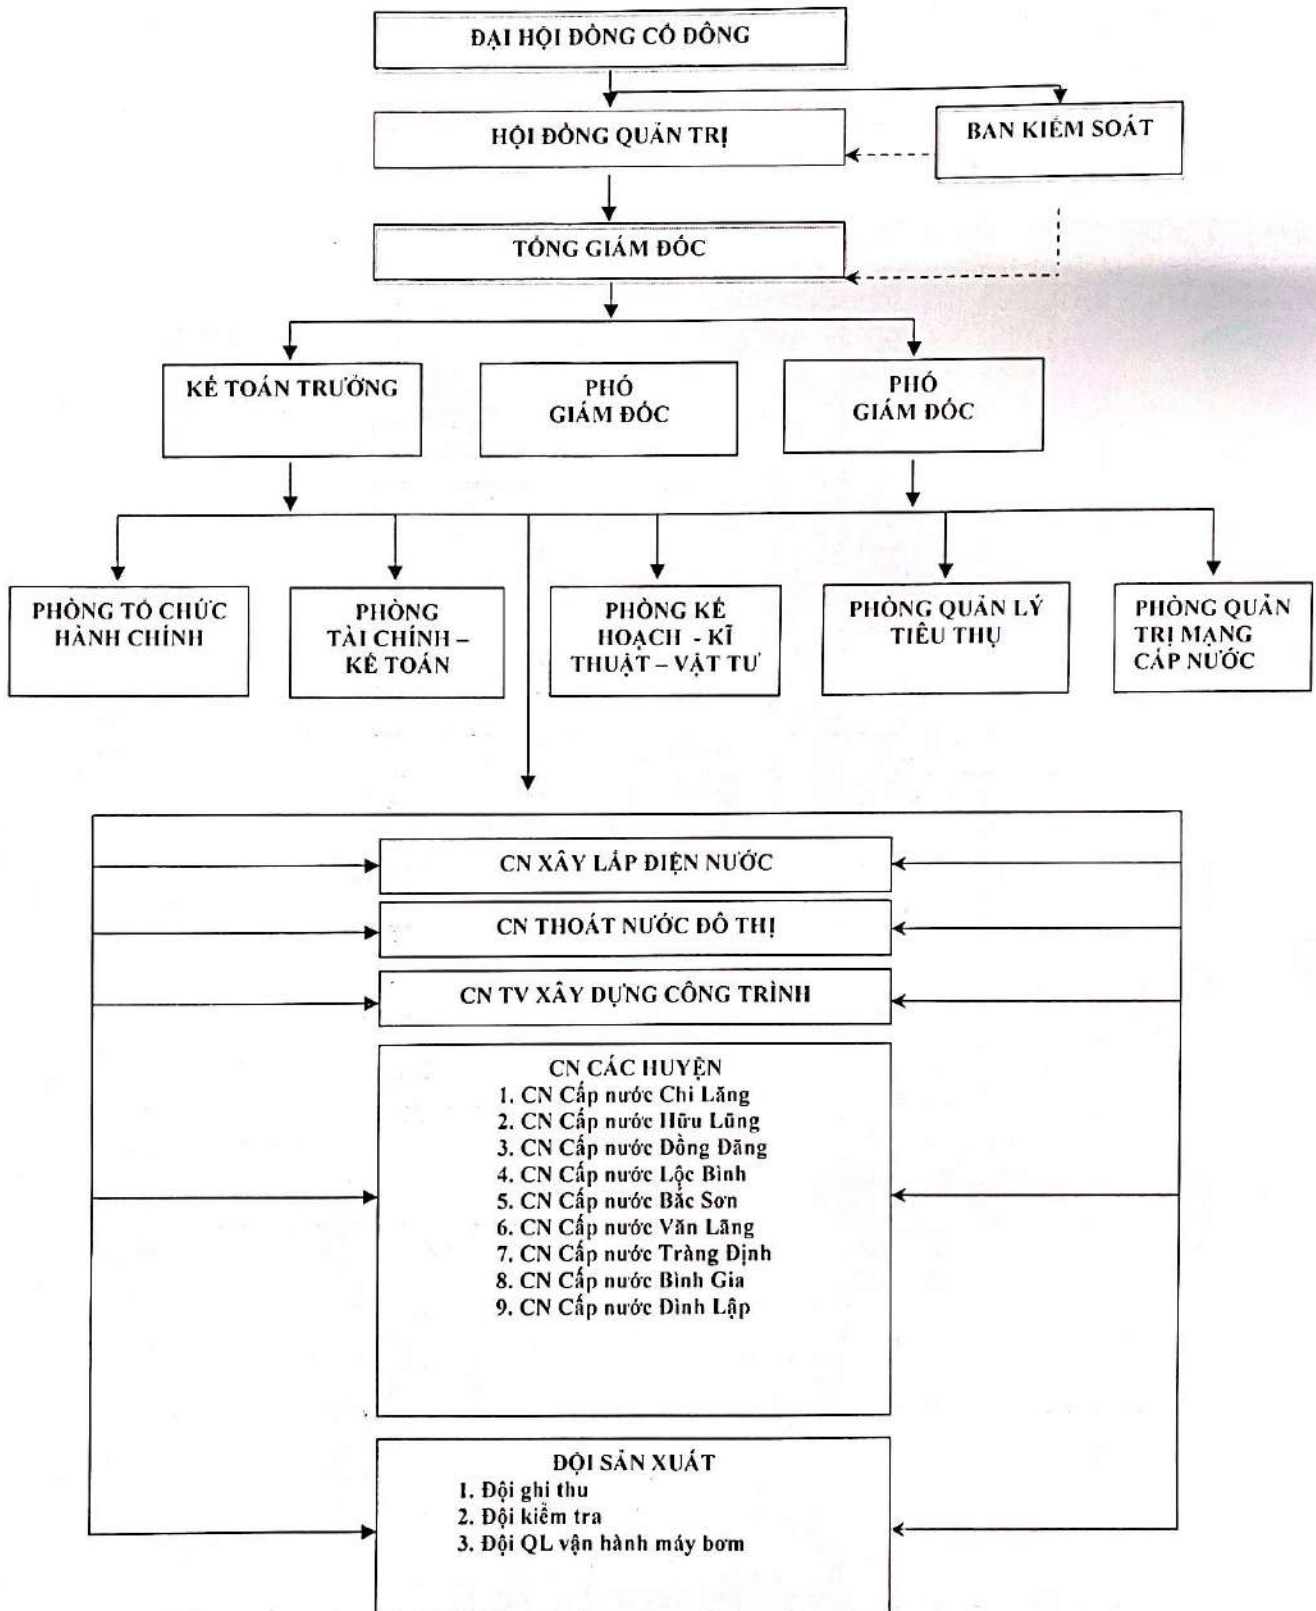 ĐẠI HỘI ĐỒNG CỔ ĐÔNG
HỘI ĐỒNG QUẢN TRỊ
BAN KIỂM SOÁT
TỔNG GIÁM ĐỐC
KẾ TOÁN TRƯỞNG
PHÓ
GIÁM ĐỐC
PHÓ
GIÁM ĐỐC
PHÒNG TỔ CHỨC
HÀNH CHÍNH
PHÒNG
TÀI CHÍNH –
KẾ TOÁN
PHÒNG KẾ
HOẠCH - KĨ
THUẬT – VẬT TƯ
PHÒNG QUẢN LÝ
TIÊU THỤ
PHÒNG QUẢN
TRỊ MẠNG
CẤP NƯỚC
CN XÂY LẮP ĐIỆN NƯỚC
CN THOÁT NƯỚC ĐÔ THỊ
CN TV XÂY DỰNG CÔNG TRÌNH
CN CÁC HUYỆN
1. CN Cấp nước Chi Lăng
2. CN Cấp nước Hữu Lũng
3. CN Cấp nước Đồng Đăng
4. CN Cấp nước Lộc Bình
5. CN Cấp nước Bắc Sơn
6. CN Cấp nước Văn Lãng
7. CN Cấp nước Tràng Định
8. CN Cấp nước Bình Gia
9. CN Cấp nước Đình Lập
ĐỘI SẢN XUẤT
1. Đội ghi thu
2. Đội kiểm tra
3. Đội QL vận hành máy bơm